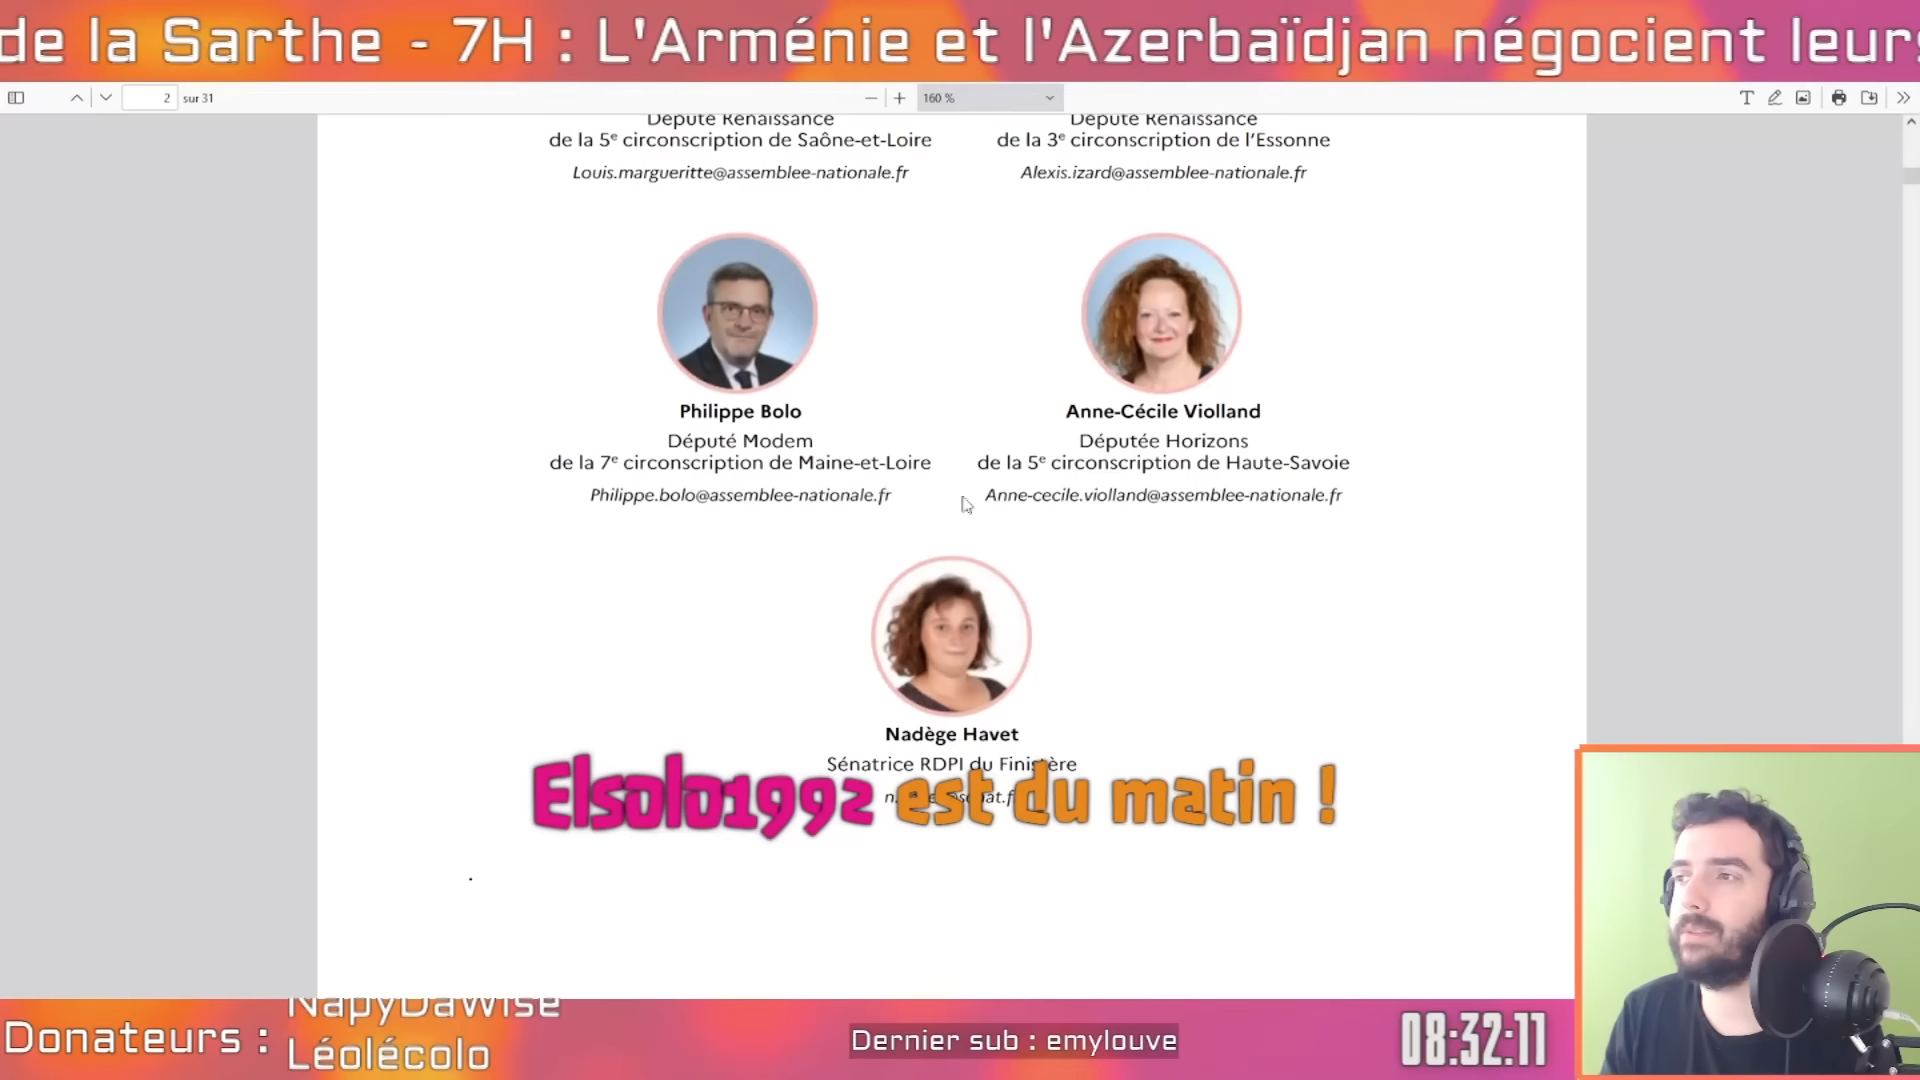 de la Sarthe - 7H : L'Arménie et l'Azerbaïdjan négocient leurs
2 sur 31
160 %
Député Renaissance
de la 5e circonscription de Saône-et-Loire
Louis.margueritte@assemblee-nationale.fr
Député Renaissance
de la 3e circonscription de l'Essonne
Alexis.izard@assemblee-nationale.fr
Philippe Bolo
Député Modem
de la 7e circonscription de Maine-et-Loire
Philippe.bolo@assemblee-nationale.fr
Anne-Cécile Violland
Députée Horizons
de la 5e circonscription de Haute-Savoie
Anne-cecile.violland@assemblee-nationale.fr
Nadège Havet
Sénatrice RDPI du Finistère
Elsolo1992 est du matin !
Donateurs :
NapyDaWise
Léolécolo
Dernier sub : emylouve
08:32:11